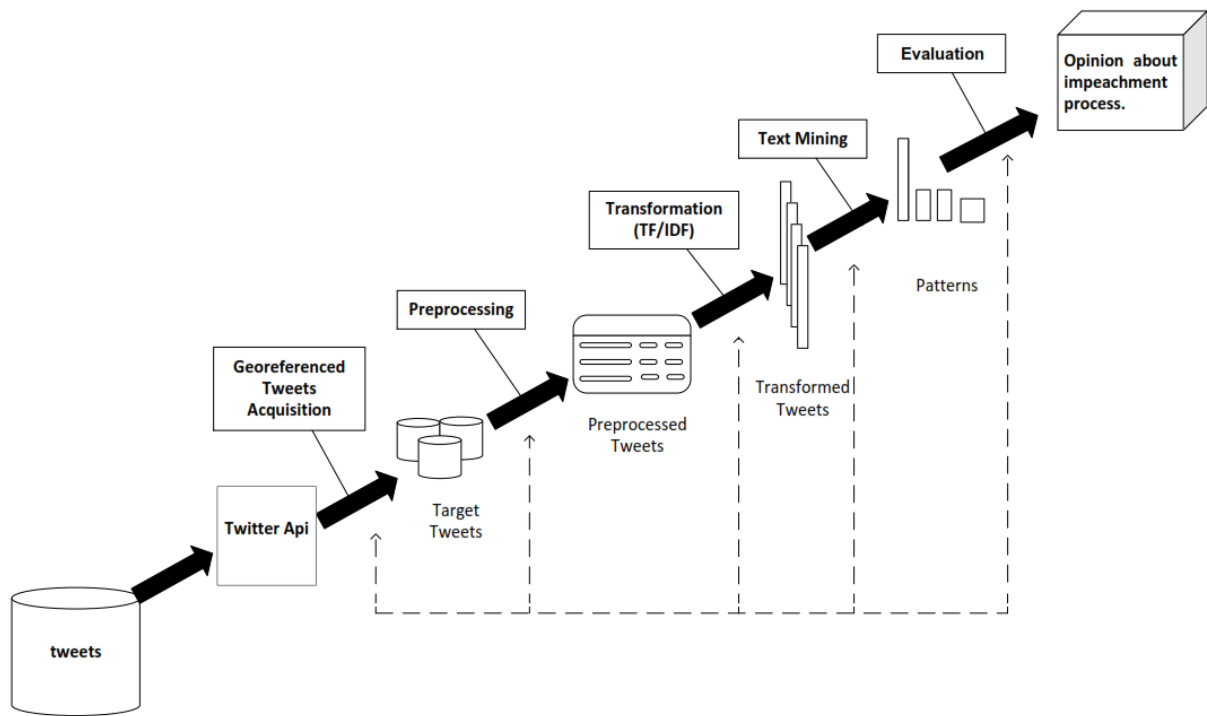 tweets
Twitter Api
Georeferenced
Tweets
Acquisition
Target
Tweets
Preprocessing
Preprocessed
Tweets
Transformation
(TF/IDF)
Transformed
Tweets
Text Mining
Patterns
Evaluation
Opinion about
impeachment
process.